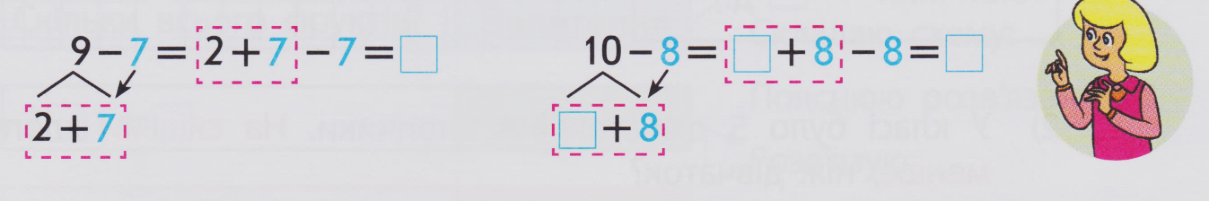 9 − 7 = 2 + 7 − 7 = □
2 + 7
10 − 8 = □ + 8 − 8 = □
□ + 8